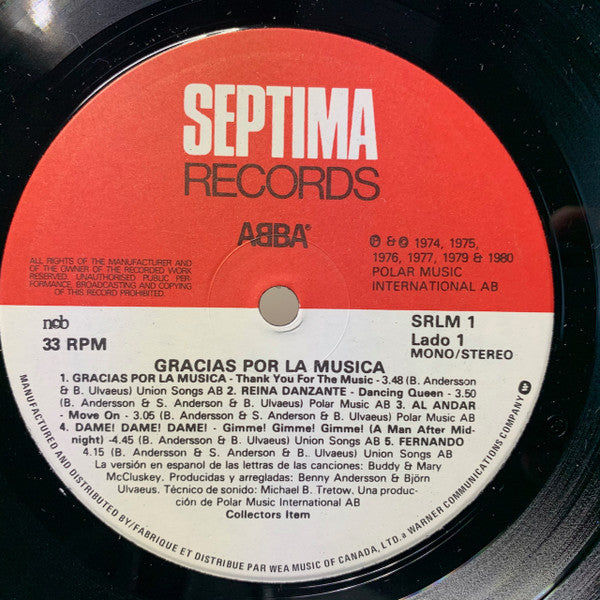 SEPTIMA
RECORDS
ABBA®
ALL RIGHTS OF THE MANUFACTURER AND
OF THE OWNER OF THE RECORDED WORK
RESERVED. UNAUTHORISED PUBLIC PER-
FORMANCE, BROADCASTING AND COPYING
OF THIS RECORD PROHIBITED.
℗ & © 1974, 1975,
1976, 1977, 1979 & 1980
POLAR MUSIC
INTERNATIONAL AB
ncb
33 RPM
SRLM 1
Lado 1
MONO/STEREO
GRACIAS POR LA MUSICA
1. GRACIAS POR LA MUSICA - Thank You For The Music - 3.48 (B. Andersson
& B. Ulvaeus) Union Songs AB 2. REINA DANZANTE - Dancing Queen - 3.50
(B. Andersson & S. Anderson & B. Ulvaeus) Polar Music AB 3. AL ANDAR
- Move On - 3.05 (B. Andersson & S. Anderson & B. Ulvaeus) Polar Music AB
4. DAME! DAME! DAME! - Gimme! Gimme! Gimme! (A Man After Mid-
night) -4.45 (B. Andersson & B. Ulvaeus) Union Songs AB 5. FERNANDO
4.15 (B. Andersson & S. Anderson & B. Ulvaeus) Union Songs AB
La versión en espanol de las letras de las canciones: Buddy & Mary
McCluskey. Producidas y arregladas: Benny Andersson & Björn
Ulvaeus. Técnico de sonido: Michael B. Tretow. Una produc-
ción de Polar Music International AB
Collectors Item
MANUFACTURED AND DISTRIBUTED BY/FABRIQUE ET DISTRIBUE PAR WEA MUSIC OF CANADA, LTD. a WARNER COMMUNICATIONS COMPANY